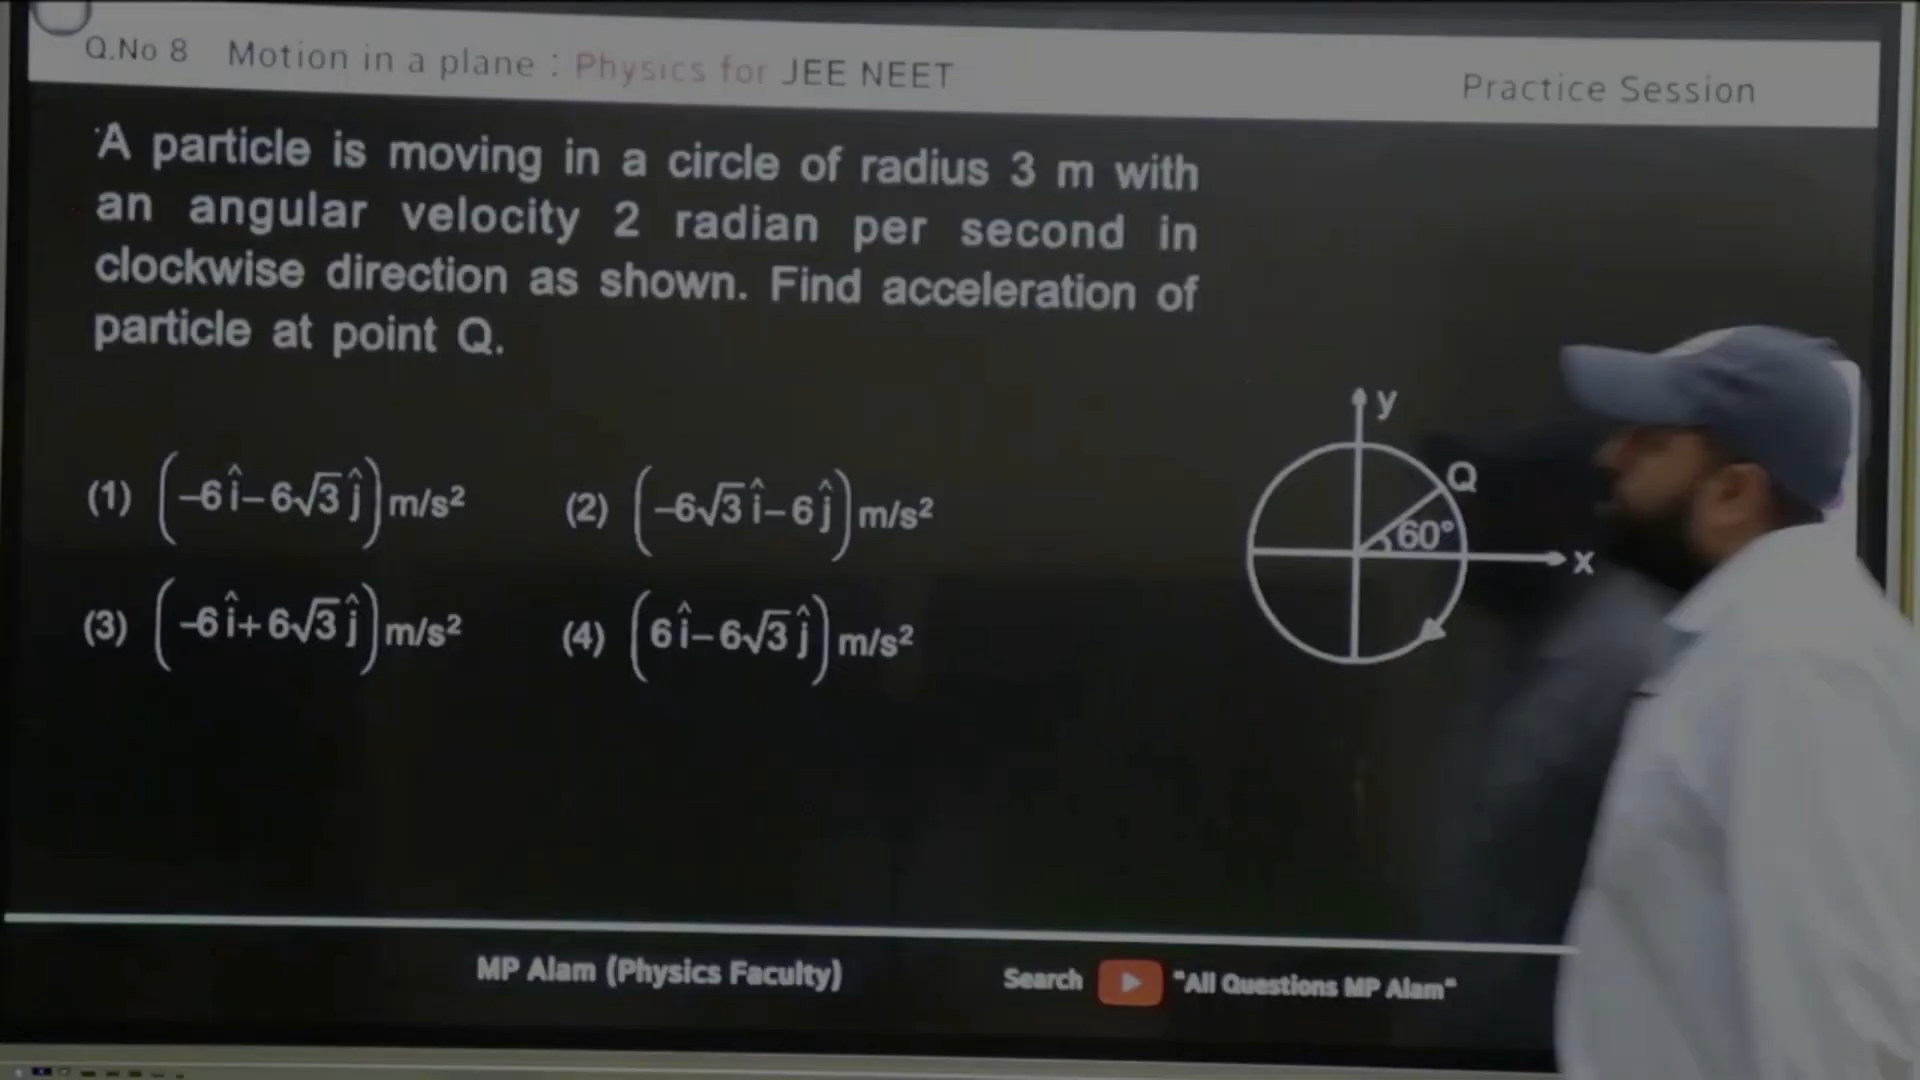 Q.No 8 Motion in a plane : Physics for JEE NEET
Practice Session
A particle is moving in a circle of radius 3 m with
an angular velocity 2 radian per second in
clockwise direction as shown. Find acceleration of
particle at point Q.
(1) (–6î–6√3ĵ) m/s² (2) (–6√3î–6ĵ) m/s²
(3) (–6î+6√3ĵ) m/s² (4) (6î–6√3ĵ) m/s²
y
Q
60°
x
MP Alam (Physics Faculty)
Search "All Questions MP Alam"